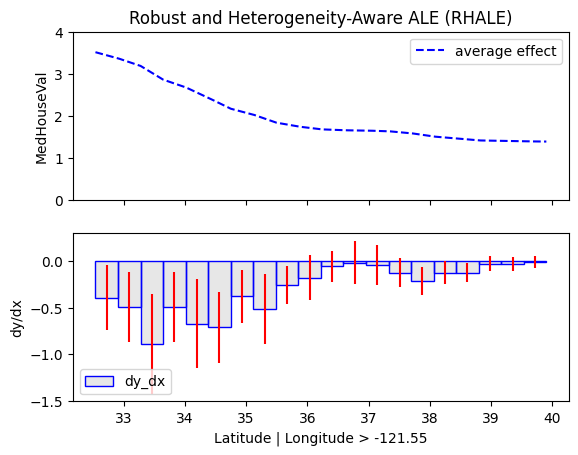 Robust and Heterogeneity-Aware ALE (RHALE)
4
3
2
1
0
MedHouseVal
average effect
0.0
−0.5
−1.0
−1.5
dy/dx
dy_dx
33 34 35 36 37 38 39 40
Latitude | Longitude > -121.55